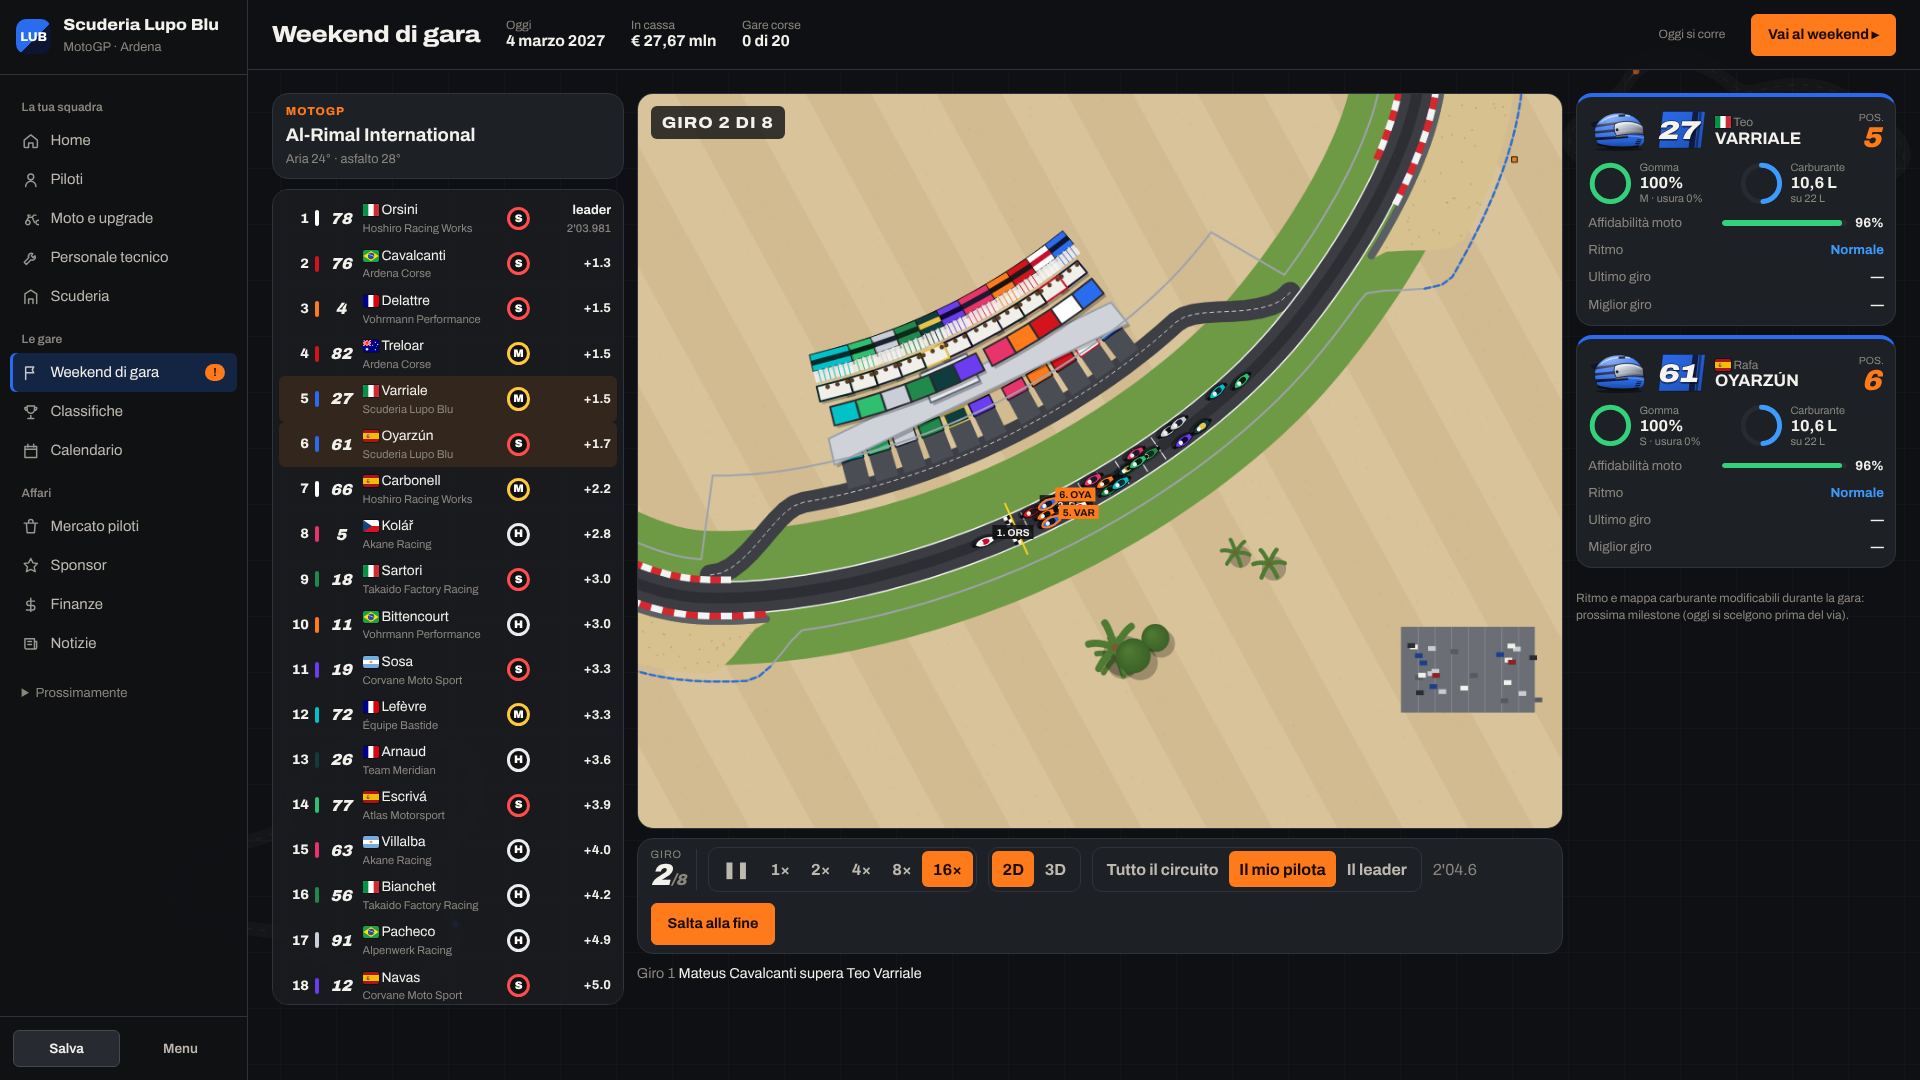 LUB
Scuderia Lupo Blu
MotoGP · Ardena
La tua squadra
Home
Piloti
Moto e upgrade
Personale tecnico
Scuderia
Le gare
Weekend di gara
!
Classifiche
Calendario
Affari
Mercato piloti
Sponsor
Finanze
Notizie
Prossimamente
Salva
Menu
Weekend di gara
Oggi
4 marzo 2027
In cassa
€ 27,67 mln
Gare corse
0 di 20
Oggi si corre
Vai al weekend ▸
MOTOGP
Al-Rimal International
Aria 24° · asfalto 28°
1 78 Orsini S leader
Hoshiro Racing Works 2'03.981
2 76 Cavalcanti S +1.3
Ardena Corse
3 4 Delattre S +1.5
Vohrmann Performance
4 82 Treloar M +1.5
Ardena Corse
5 27 Varriale M +1.5
Scuderia Lupo Blu
6 61 Oyarzún S +1.7
Scuderia Lupo Blu
7 66 Carbonell M +2.2
Hoshiro Racing Works
8 5 Kolář H +2.8
Akane Racing
9 18 Sartori S +3.0
Takaido Factory Racing
10 11 Bittencourt H +3.0
Vohrmann Performance
11 19 Sosa S +3.3
Corvane Moto Sport
12 72 Lefèvre M +3.3
Équipe Bastide
13 26 Arnaud H +3.6
Team Meridian
14 77 Escrivá S +3.9
Atlas Motorsport
15 63 Villalba H +4.0
Akane Racing
16 56 Bianchet H +4.2
Takaido Factory Racing
17 91 Pacheco H +4.9
Alpenwerk Racing
18 12 Navas S +5.0
Corvane Moto Sport
GIRO 2 DI 8
6. OYA
5. VAR
1. ORS
GIRO
2/8
1×
2×
4×
8×
16×
2D
3D
Tutto il circuito
Il mio pilota
Il leader
2'04.6
Salta alla fine
Giro 1 Mateus Cavalcanti supera Teo Varriale
27
Teo
VARRIALE
POS.
5
Gomma
100%
M · usura 0%
Carburante
10,6 L
su 22 L
Affidabilità moto 96%
Ritmo Normale
Ultimo giro —
Miglior giro —
61
Rafa
OYARZÚN
POS.
6
Gomma
100%
S · usura 0%
Carburante
10,6 L
su 22 L
Affidabilità moto 96%
Ritmo Normale
Ultimo giro —
Miglior giro —
Ritmo e mappa carburante modificabili durante la gara:
prossima milestone (oggi si scelgono prima del via).